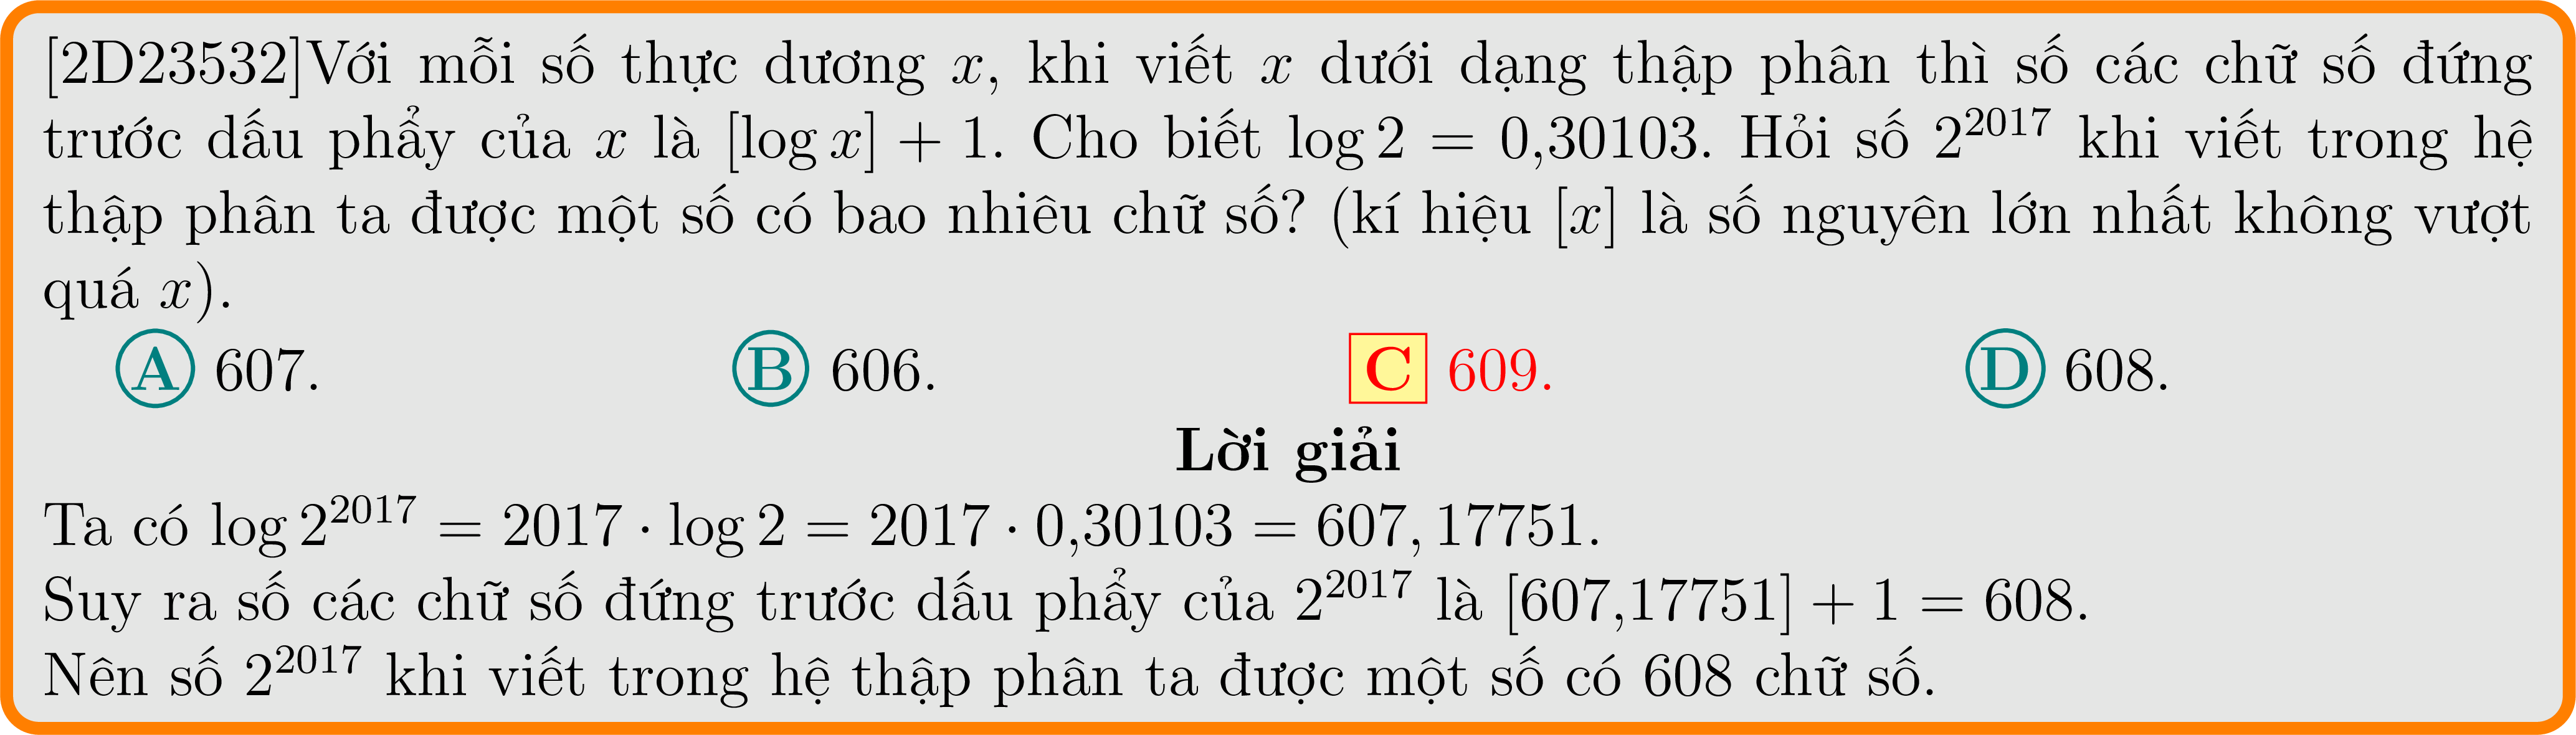 [2D23532]Với mỗi số thực dương x, khi viết x dưới dạng thập phân thì số các chữ số đứng
trước dấu phẩy của x là [log x] + 1. Cho biết log 2 = 0,30103. Hỏi số 2^2017 khi viết trong hệ
thập phân ta được một số có bao nhiêu chữ số? (kí hiệu [x] là số nguyên lớn nhất không vượt
quá x).
A 607. B 606. C 609. D 608.
Lời giải
Ta có log 2^2017 = 2017 · log 2 = 2017 · 0,30103 = 607, 17751.
Suy ra số các chữ số đứng trước dấu phẩy của 2^2017 là [607,17751] + 1 = 608.
Nên số 2^2017 khi viết trong hệ thập phân ta được một số có 608 chữ số.